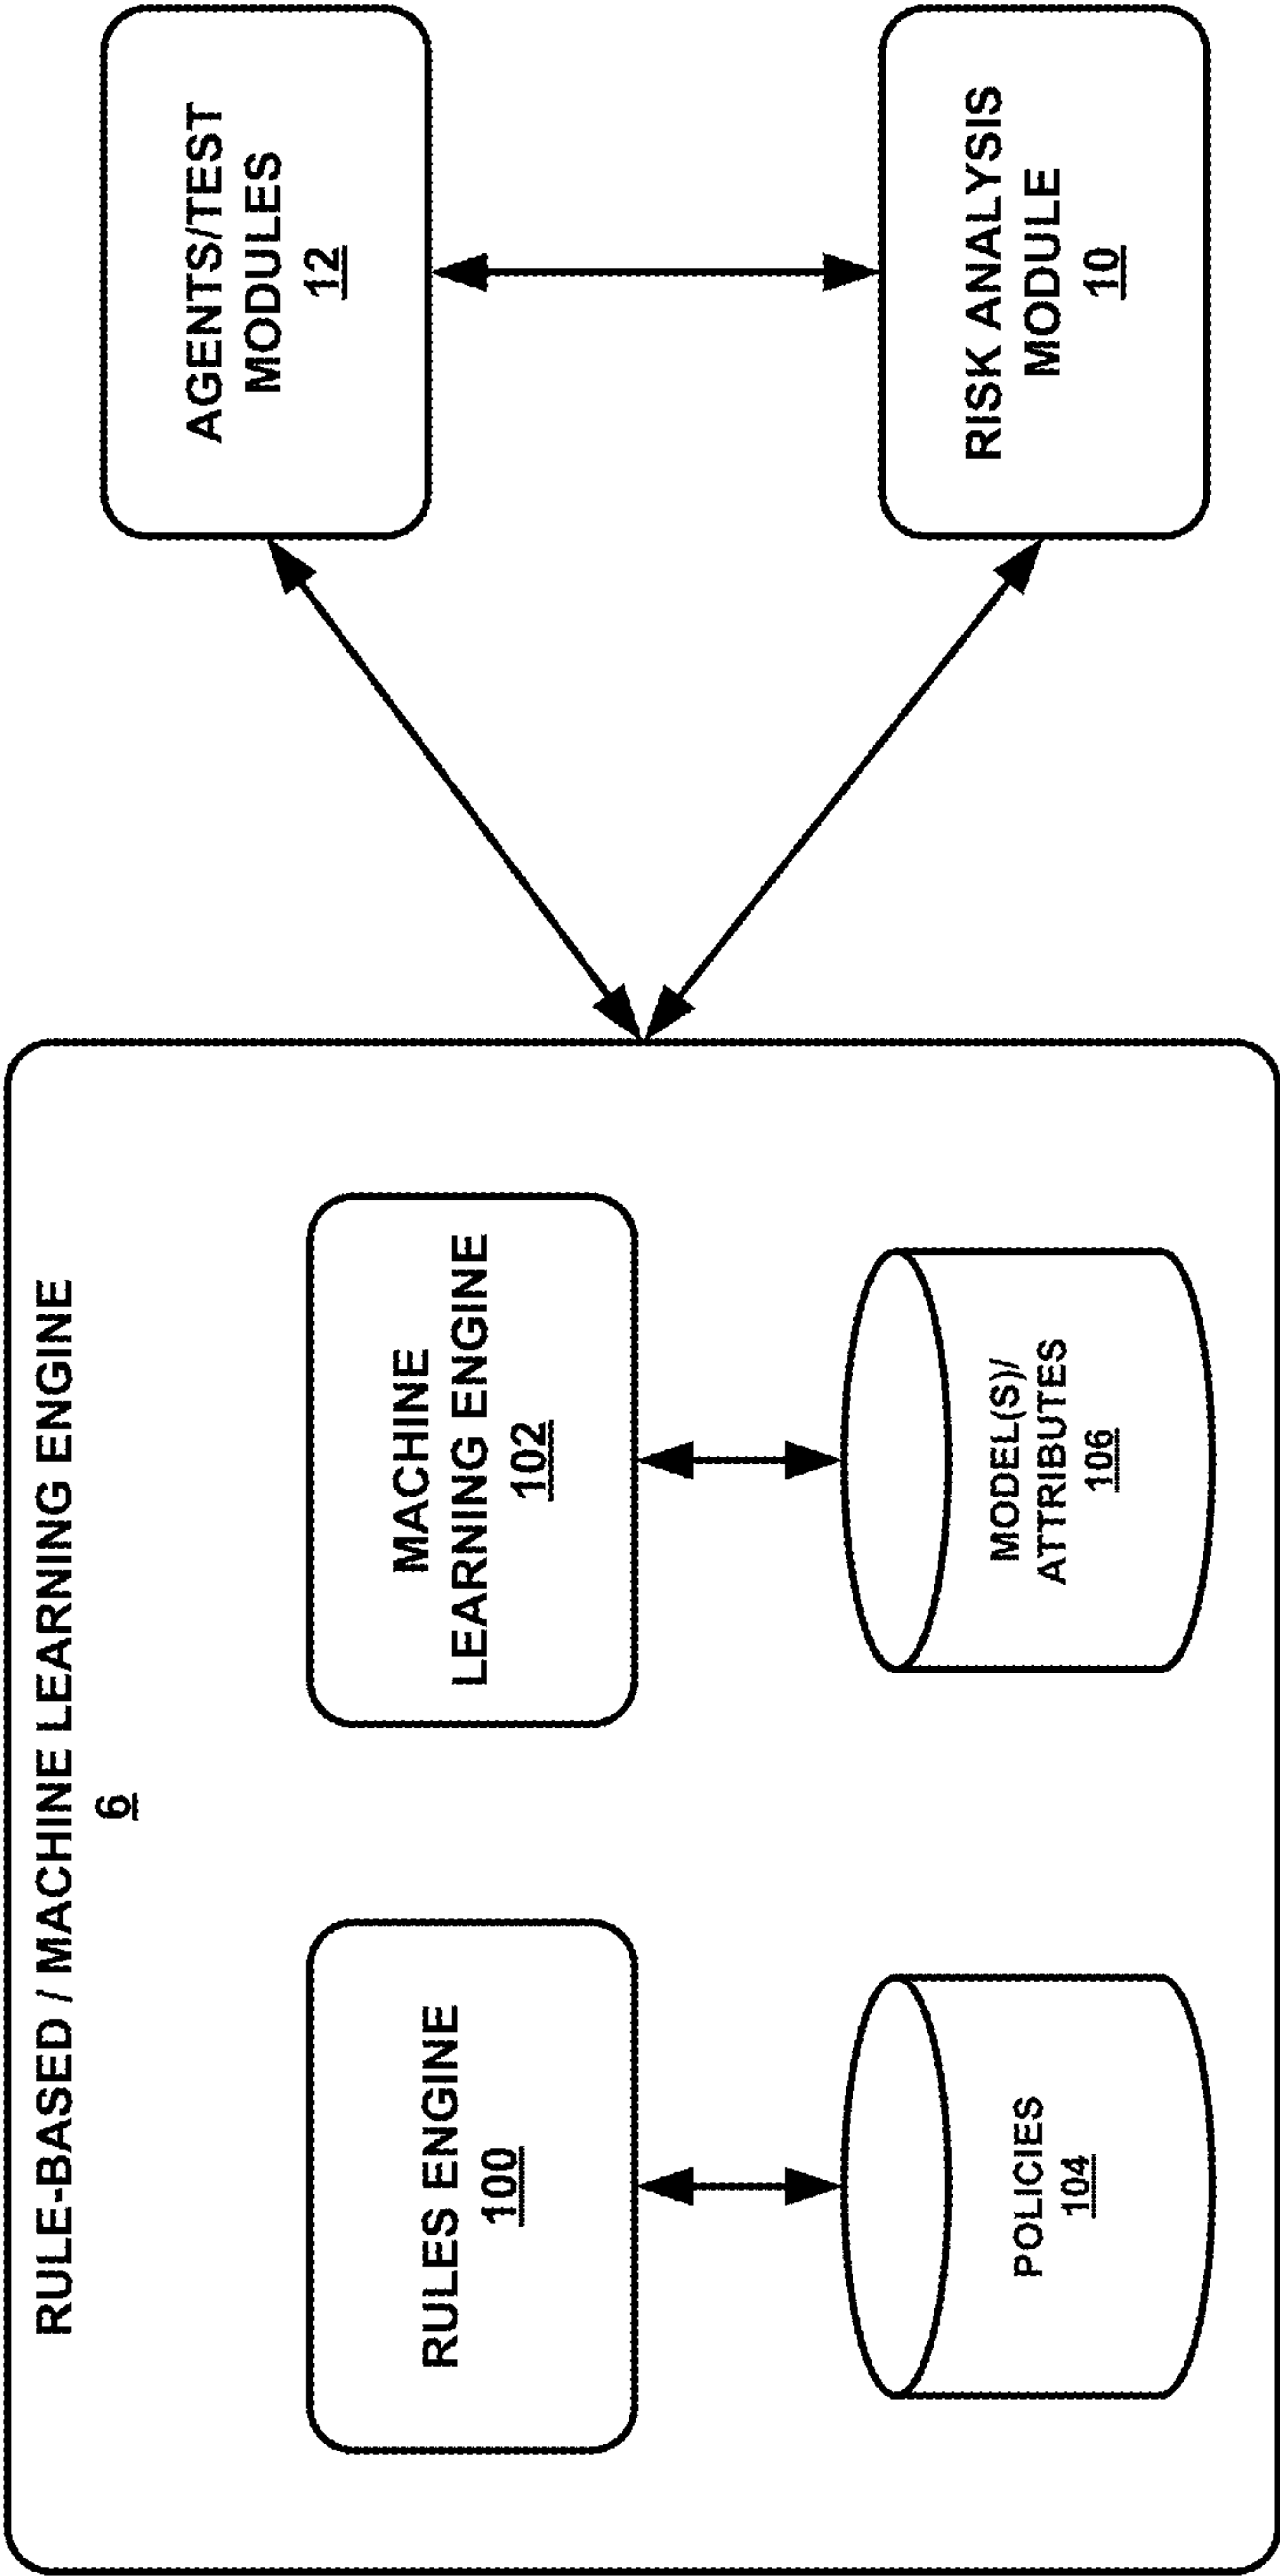 RULE-BASED / MACHINE LEARNING ENGINE
6
RULES ENGINE
100
MACHINE
LEARNING ENGINE
102
POLICIES
104
MODEL(S)/
ATTRIBUTES
106
AGENTS/TEST
MODULES
12
RISK ANALYSIS
MODULE
10